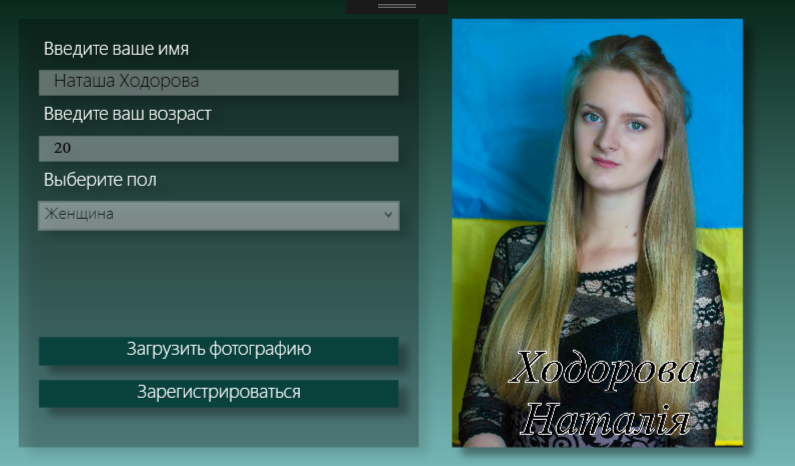 Введите ваше имя
Наташа Ходорова
Введите ваш возраст
20
Выберите пол
Женщина
Загрузить фотографию
Зарегистрироваться
Ходорова
Наталія